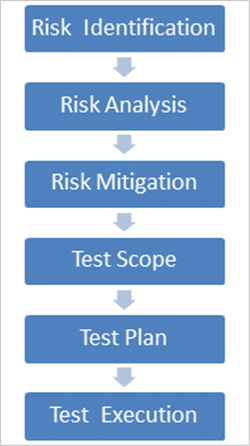 Risk Identification
Risk Analysis
Risk Mitigation
Test Scope
Test Plan
Test Execution